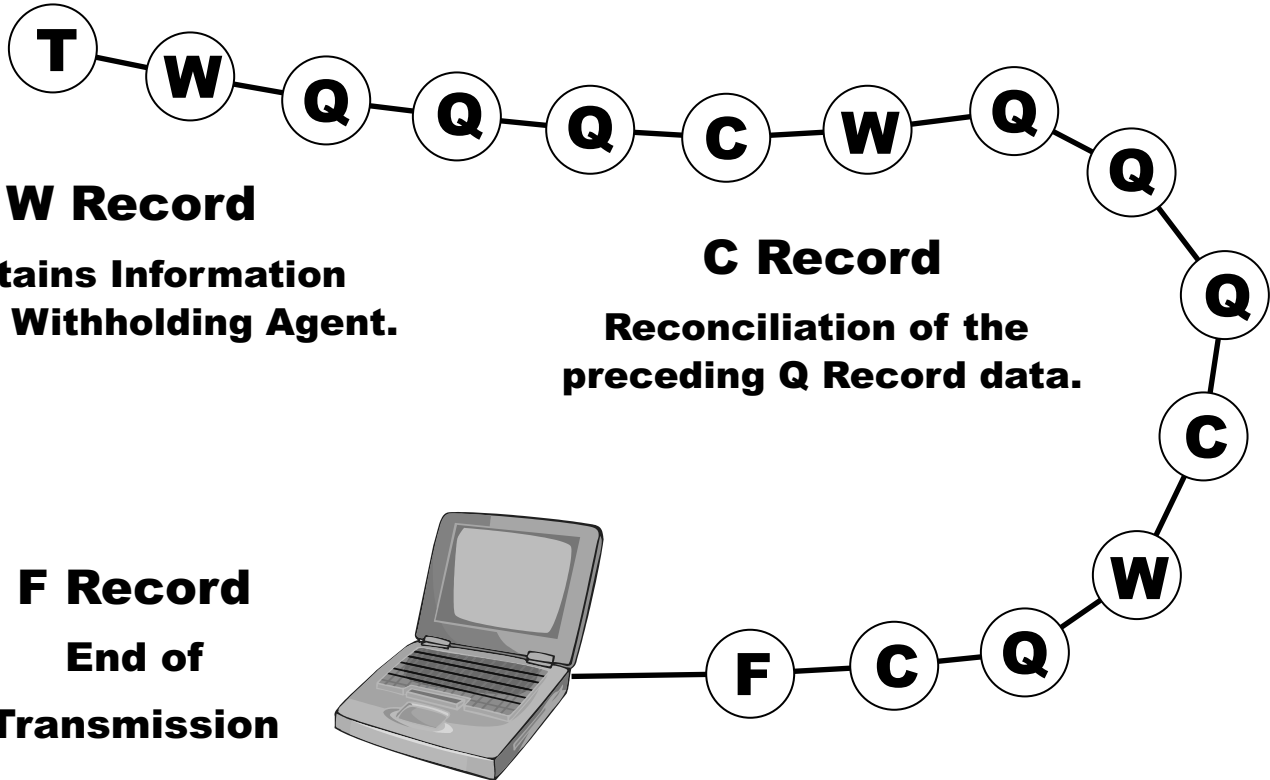 T W Q Q Q C W Q Q Q C W Q C F
W Record
tains Information
Withholding Agent.
C Record
Reconciliation of the
preceding Q Record data.
F Record
End of
Transmission